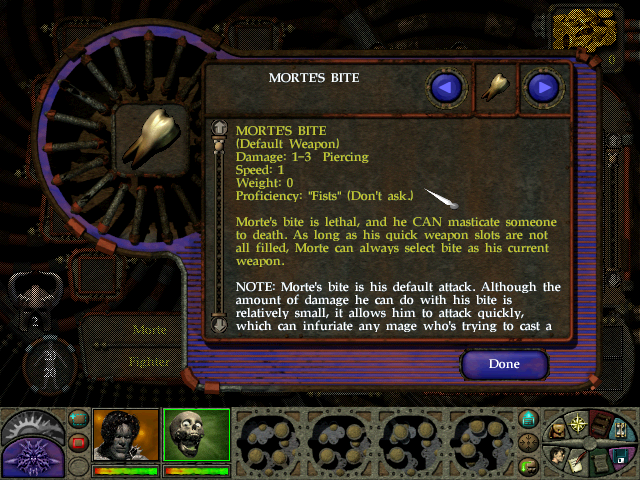 MORTE'S BITE
MORTE'S BITE
(Default Weapon)
Damage: 1-3 Piercing
Speed: 1
Weight: 0
Proficiency: "Fists" (Don't ask.)
Morte's bite is lethal, and he CAN masticate someone
to death. As long as his quick weapon slots are not
all filled, Morte can always select bite as his current
weapon.
NOTE: Morte's bite is his default attack. Although the
amount of damage he can do with his bite is
relatively small, it allows him to attack quickly,
which can infuriate any mage who's trying to cast a
Done
0
2
Morte
Fighter
20
20